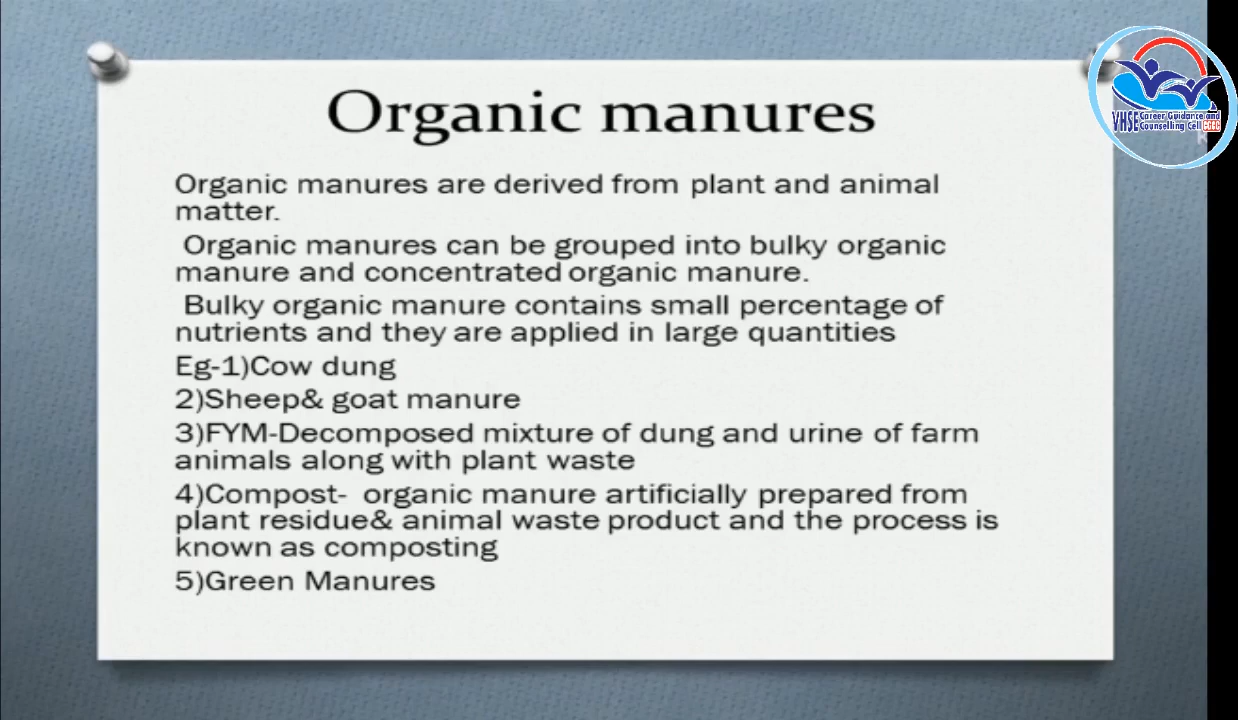 Organic manures
Organic manures are derived from plant and animal
matter.
Organic manures can be grouped into bulky organic
manure and concentrated organic manure.
Bulky organic manure contains small percentage of
nutrients and they are applied in large quantities
Eg-1)Cow dung
2)Sheep& goat manure
3)FYM-Decomposed mixture of dung and urine of farm
animals along with plant waste
4)Compost- organic manure artificially prepared from
plant residue& animal waste product and the process is
known as composting
5)Green Manures
VHSE Career Guidance and
Counselling Cell CGCC